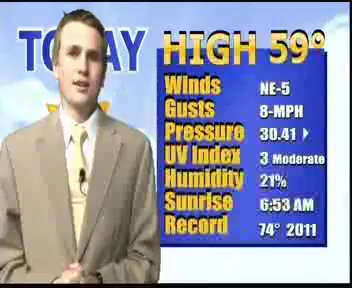 TODAY
HIGH 59°
Winds NE-5
Gusts 8-MPH
Pressure 30.41
UV Index 3 Moderate
Humidity 21%
Sunrise 6:53 AM
Record 74° 2011